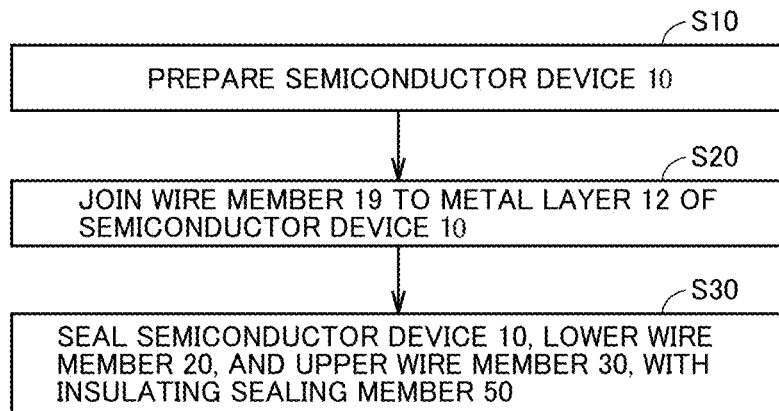 S10
PREPARE SEMICONDUCTOR DEVICE 10
S20
JOIN WIRE MEMBER 19 TO METAL LAYER 12 OF
SEMICONDUCTOR DEVICE 10
S30
SEAL SEMICONDUCTOR DEVICE 10, LOWER WIRE
MEMBER 20, AND UPPER WIRE MEMBER 30, WITH
INSULATING SEALING MEMBER 50